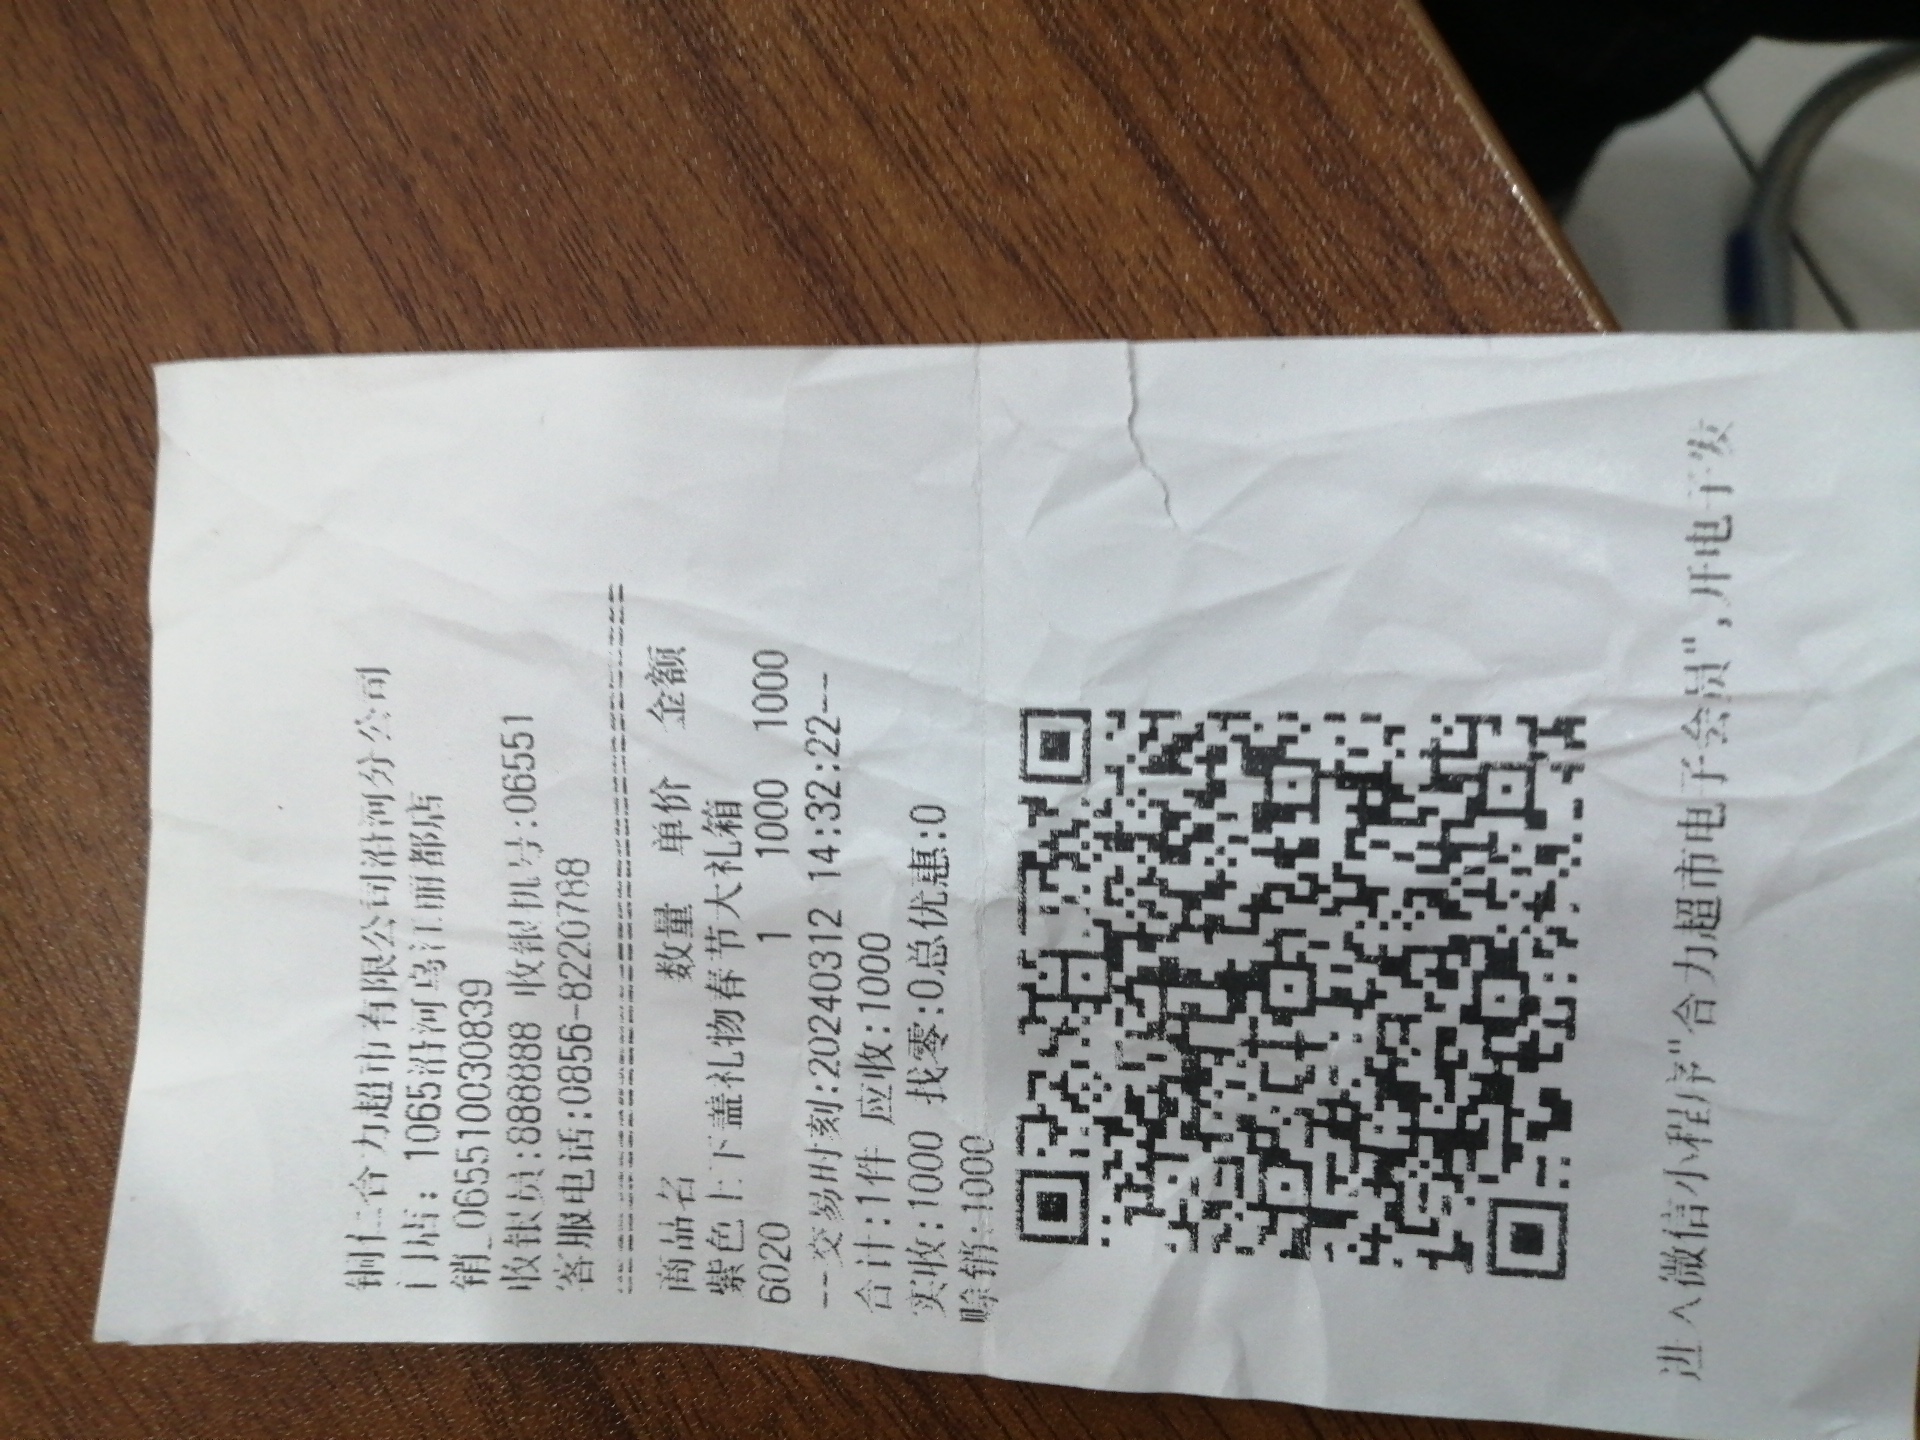 铜仁合力超市有限公司沿河分公司
门店: 1065沿河乌江丽都店
销_065510030839
收银员:888888 收银机号:06551
客服电话:0856-8220788
================================
商品名 数量 单价 金额
紫色上下盖礼物春节大礼箱
6020 1 1000 1000
--交易时刻:20240312 14:32:22---
合计:1件 应收:1000
实收:1000 找零:0总优惠:0
赊销:1000
进入微信小程序"合力超市电子会员",开电子发